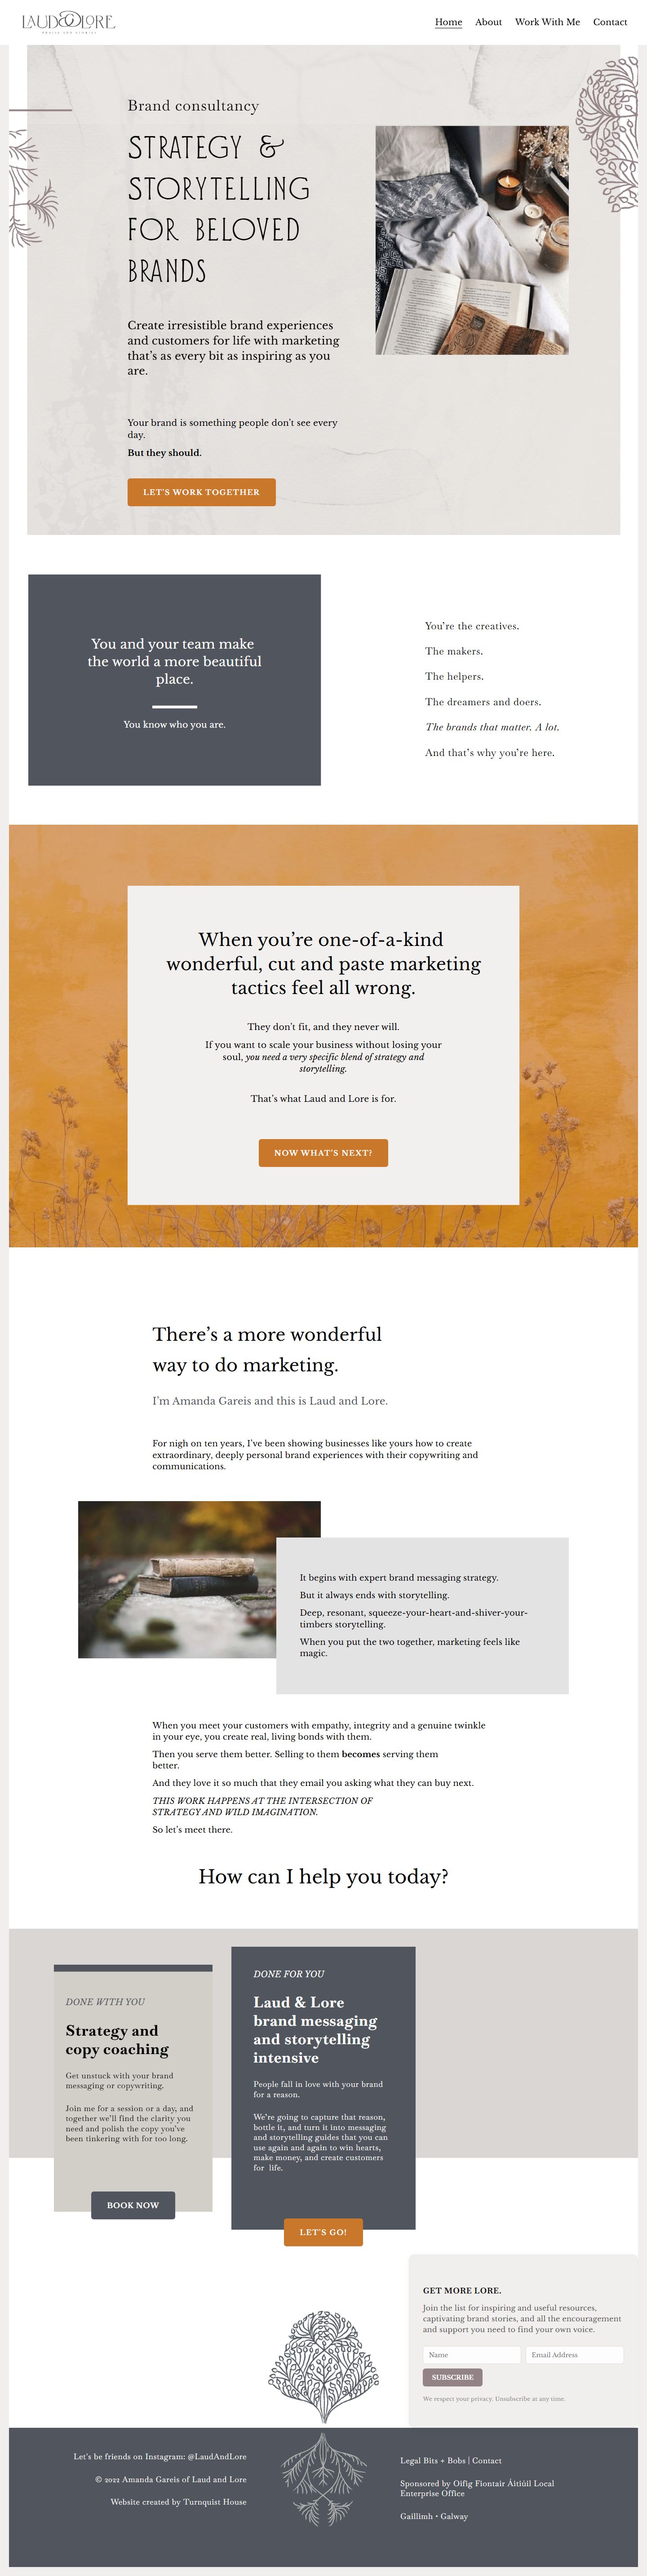 LAUD & LORE
Home
About
Work With Me
Contact
Brand consultancy
STRATEGY &
STORYTELLING
FOR BELOVED
BRANDS
Create irresistible brand experiences
and customers for life with marketing
that's as every bit as inspiring as you
are.
Your brand is something people don't see every
day.
But they should.
LET'S WORK TOGETHER
You and your team make
the world a more beautiful
place.
You know who you are.
You're the creatives.
The makers.
The helpers.
The dreamers and doers.
The brands that matter. A lot.
And that's why you're here.
When you're one-of-a-kind
wonderful, cut and paste marketing
tactics feel all wrong.
They don't fit, and they never will.
If you want to scale your business without losing your
soul, you need a very specific blend of strategy and
storytelling.
That's what Laud and Lore is for.
NOW WHAT'S NEXT?
There's a more wonderful
way to do marketing.
I'm Amanda Gareis and this is Laud and Lore.
For nigh on ten years, I've been showing businesses like yours how to create
extraordinary, deeply personal brand experiences with their copywriting and
communications.
It begins with expert brand messaging strategy.
But it always ends with storytelling.
Deep, resonant, squeeze-your-heart-and-shiver-your-
timbers storytelling.
When you put the two together, marketing feels like
magic.
When you meet your customers with empathy, integrity and a genuine twinkle
in your eye, you create real, living bonds with them.
Then you serve them better. Selling to them becomes serving them
better.
And they love it so much that they email you asking what they can buy next.
THIS WORK HAPPENS AT THE INTERSECTION OF
STRATEGY AND WILD IMAGINATION.
So let's meet there.
How can I help you today?
DONE WITH YOU
Strategy and
copy coaching
Get unstuck with your brand
messaging or copywriting.
Join me for a session or a day, and
together we'll find the clarity you
need and polish the copy you've
been tinkering with for too long.
BOOK NOW
DONE FOR YOU
Laud & Lore
brand messaging
and storytelling
intensive
People fall in love with your brand
for a reason.
We're going to capture that reason,
bottle it, and turn it into messaging
and storytelling guides that you can
use again and again to win hearts,
make money, and create customers
for life.
LET'S GO!
GET MORE LORE.
Join the list for inspiring and useful resources,
captivating brand stories, and all the encouragement
and support you need to find your own voice.
Name
Email Address
SUBSCRIBE
We respect your privacy. Unsubscribe at any time.
Let's be friends on Instagram: @LaudAndLore
© 2022 Amanda Gareis of Laud and Lore
Website created by Turnquist House
Legal Bits + Bobs | Contact
Sponsored by Oifig Fiontair Áitiúil Local
Enterprise Office
Gaillimh • Galway